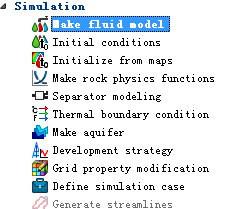 Simulation
Make fluid model
Initial conditions
Initialize from maps
Make rock physics functions
Separator modeling
Thermal boundary condition
Make aquifer
Development strategy
Grid property modification
Define simulation case
Generate streamlines